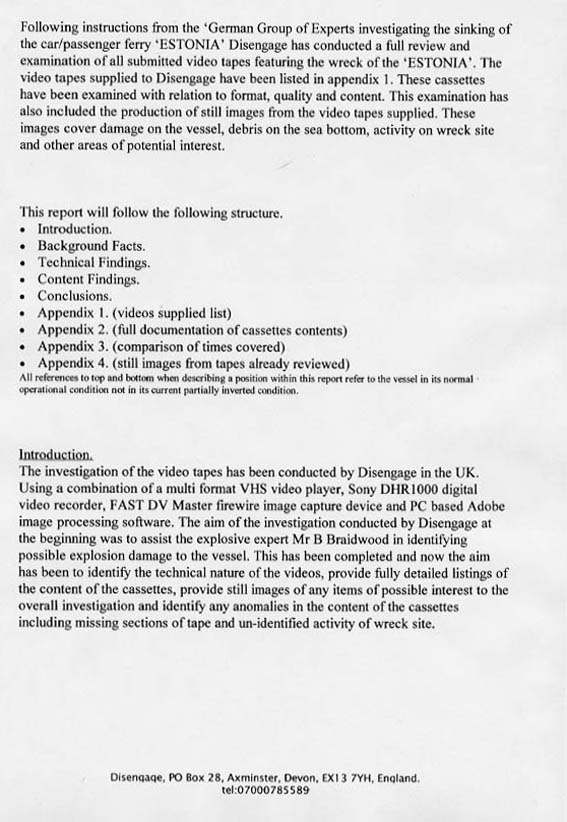 Following instructions from the ‘German Group of Experts investigating the sinking of
the car/passenger ferry ‘ESTONIA’ Disengage has conducted a full review and
examination of all submitted video tapes featuring the wreck of the ‘ESTONIA’. The
video tapes supplied to Disengage have been listed in appendix 1. These cassettes
have been examined with relation to format, quality and content. This examination has
also included the production of still images from the video tapes supplied. These
images cover damage on the vessel, debris on the sea bottom, activity on wreck site
and other areas of potential interest.
This report will follow the following structure.
• Introduction.
• Background Facts.
• Technical Findings.
• Content Findings.
• Conclusions.
• Appendix 1. (videos supplied list)
• Appendix 2. (full documentation of cassettes contents)
• Appendix 3. (comparison of times covered)
• Appendix 4. (still images from tapes already reviewed)
All references to top and bottom when describing a position within this report refer to the vessel in its normal
operational condition not in its current partially inverted condition.
Introduction.
The investigation of the video tapes has been conducted by Disengage in the UK.
Using a combination of a multi format VHS video player, Sony DHR1000 digital
video recorder, FAST DV Master firewire image capture device and PC based Adobe
image processing software. The aim of the investigation conducted by Disengage at
the beginning was to assist the explosive expert Mr B Braidwood in identifying
possible explosion damage to the vessel. This has been completed and now the aim
has been to identify the technical nature of the videos, provide fully detailed listings of
the content of the cassettes, provide still images of any items of possible interest to the
overall investigation and identify any anomalies in the content of the cassettes
including missing sections of tape and un-identified activity of wreck site.
Disengage, PO Box 28, Axminster, Devon, EX13 7YH, England.
tel:07000785589